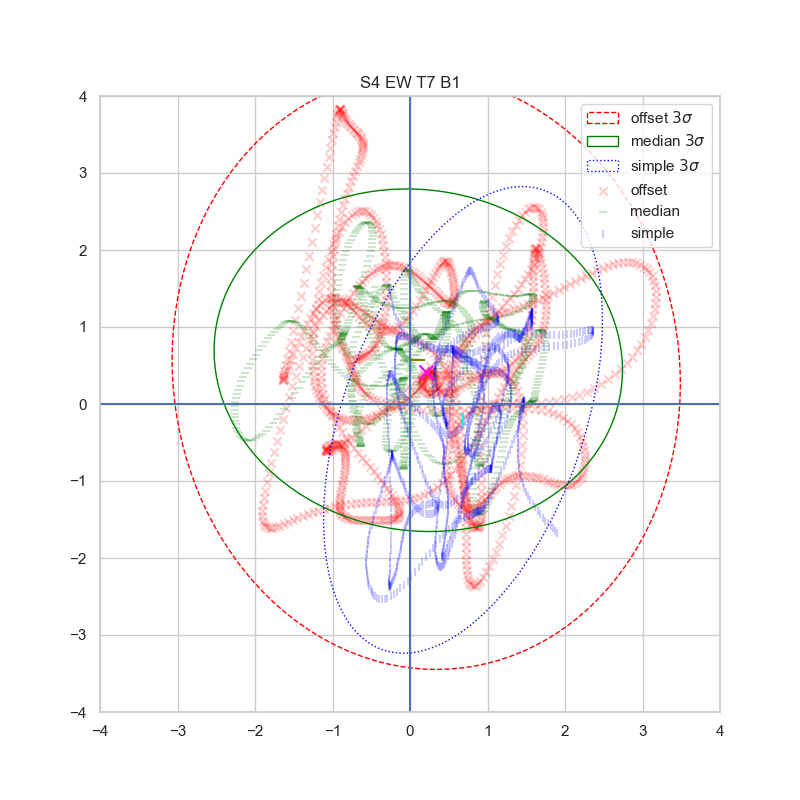 S4 EW T7 B1
offset 3σ
median 3σ
simple 3σ
offset
median
simple
4
3
2
1
0
−1
−2
−3
−4
−4 −3 −2 −1 0 1 2 3 4